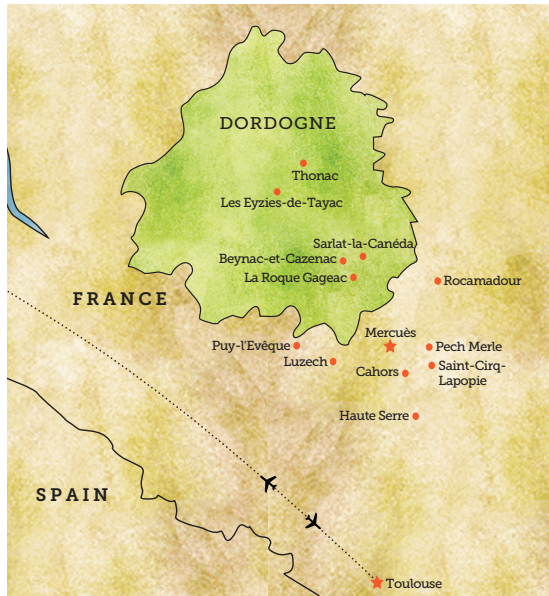 DORDOGNE
Thonac
Les Eyzies-de-Tayac
Sarlat-la-Canéda
Beynac-et-Cazenac
La Roque Gageac
Rocamadour
FRANCE
Mercuès
Puy-l'Evêque
Pech Merle
Luzech
Saint-Cirq-
Lapopie
Cahors
Haute Serre
SPAIN
Toulouse